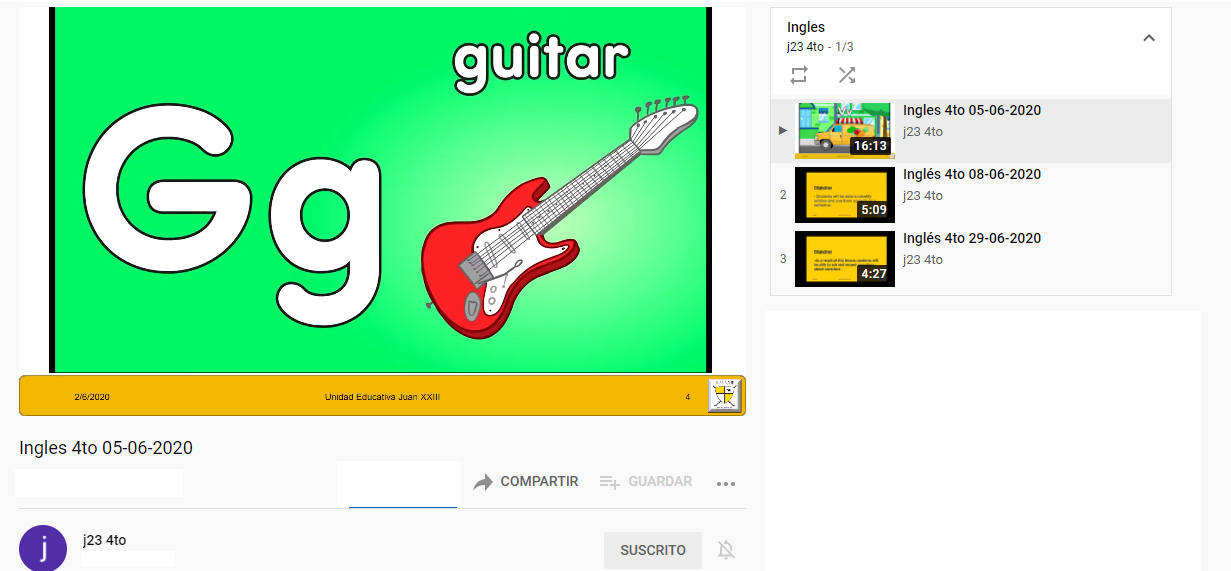 guitar
Gg
2/6/2020 Unidad Educativa Juan XXIII 4
Ingles 4to 05-06-2020
COMPARTIR GUARDAR
j
j23 4to
SUSCRITO
Ingles
j23 4to - 1/3
Ingles 4to 05-06-2020
j23 4to
16:13
2
Inglés 4to 08-06-2020
j23 4to
5:09
3
Inglés 4to 29-06-2020
j23 4to
4:27